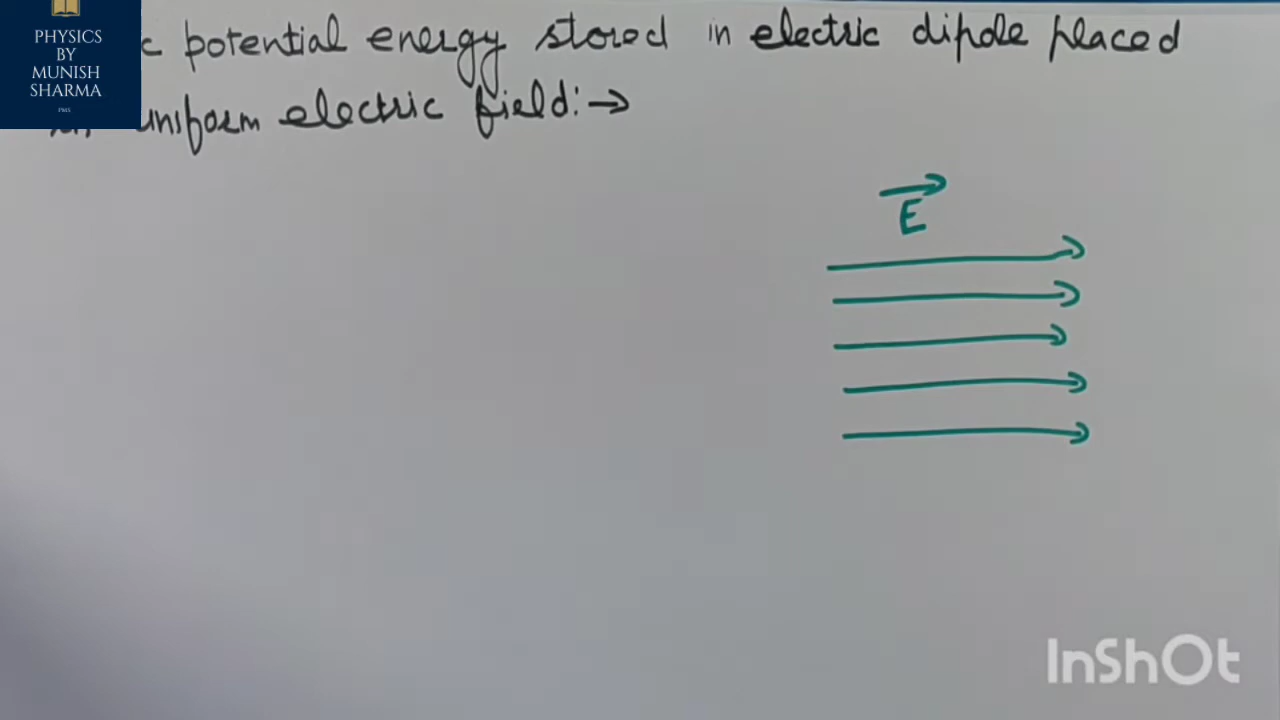 PHYSICS
BY
MUNISH
SHARMA
c potential energy stored in electric dipole placed
uniform electric field:→
E
InShOt